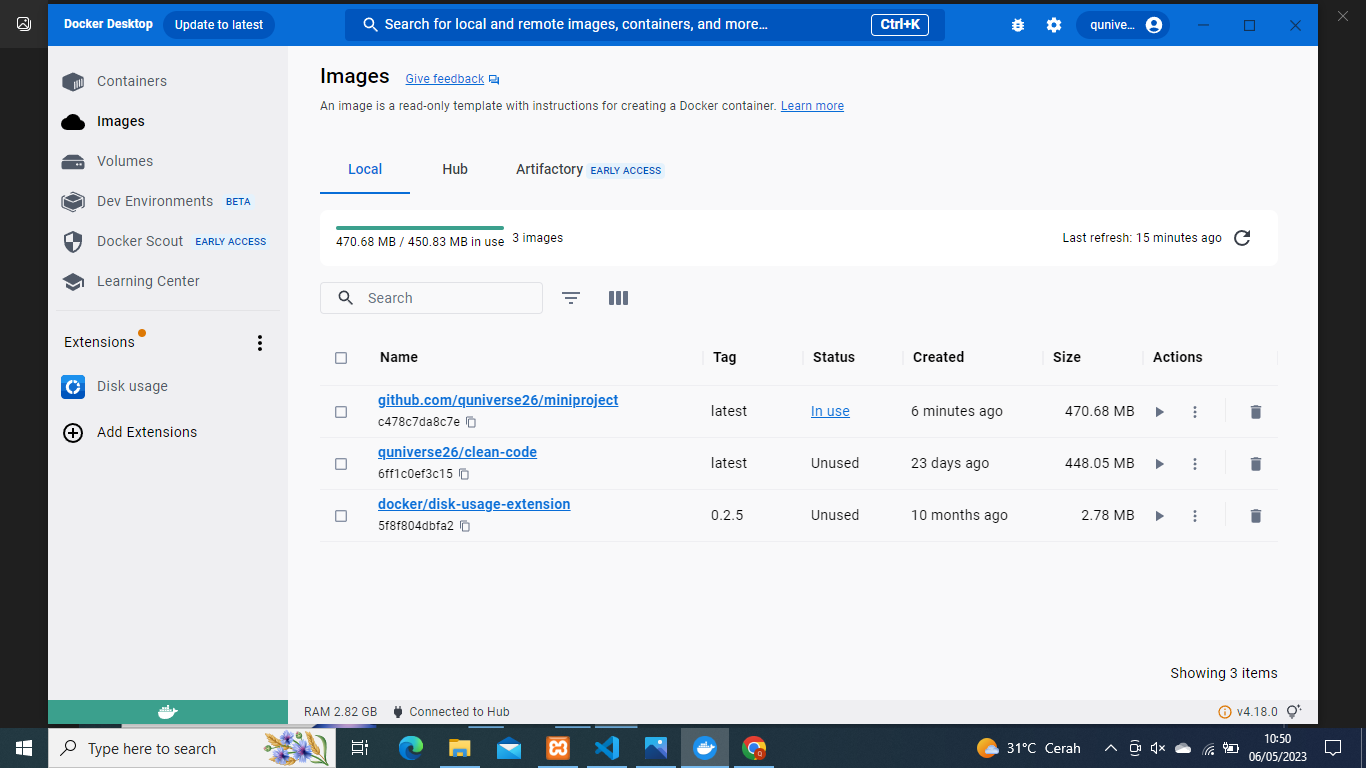 Docker Desktop Update to latest Search for local and remote images, containers, and more... Ctrl+K qunive...
Containers
Images
Volumes
Dev Environments BETA
Docker Scout EARLY ACCESS
Learning Center
Extensions
Disk usage
Add Extensions
Images Give feedback
An image is a read-only template with instructions for creating a Docker container. Learn more
Local Hub Artifactory EARLY ACCESS
470.68 MB / 450.83 MB in use 3 images Last refresh: 15 minutes ago
Search
Name Tag Status Created Size Actions
github.com/quniverse26/miniproject
c478c7da8c7e latest In use 6 minutes ago 470.68 MB
quniverse26/clean-code
6ff1c0ef3c15 latest Unused 23 days ago 448.05 MB
docker/disk-usage-extension
5f8f804dbfa2 0.2.5 Unused 10 months ago 2.78 MB
Showing 3 items
RAM 2.82 GB Connected to Hub v4.18.0
Type here to search 31°C Cerah 10:50
06/05/2023